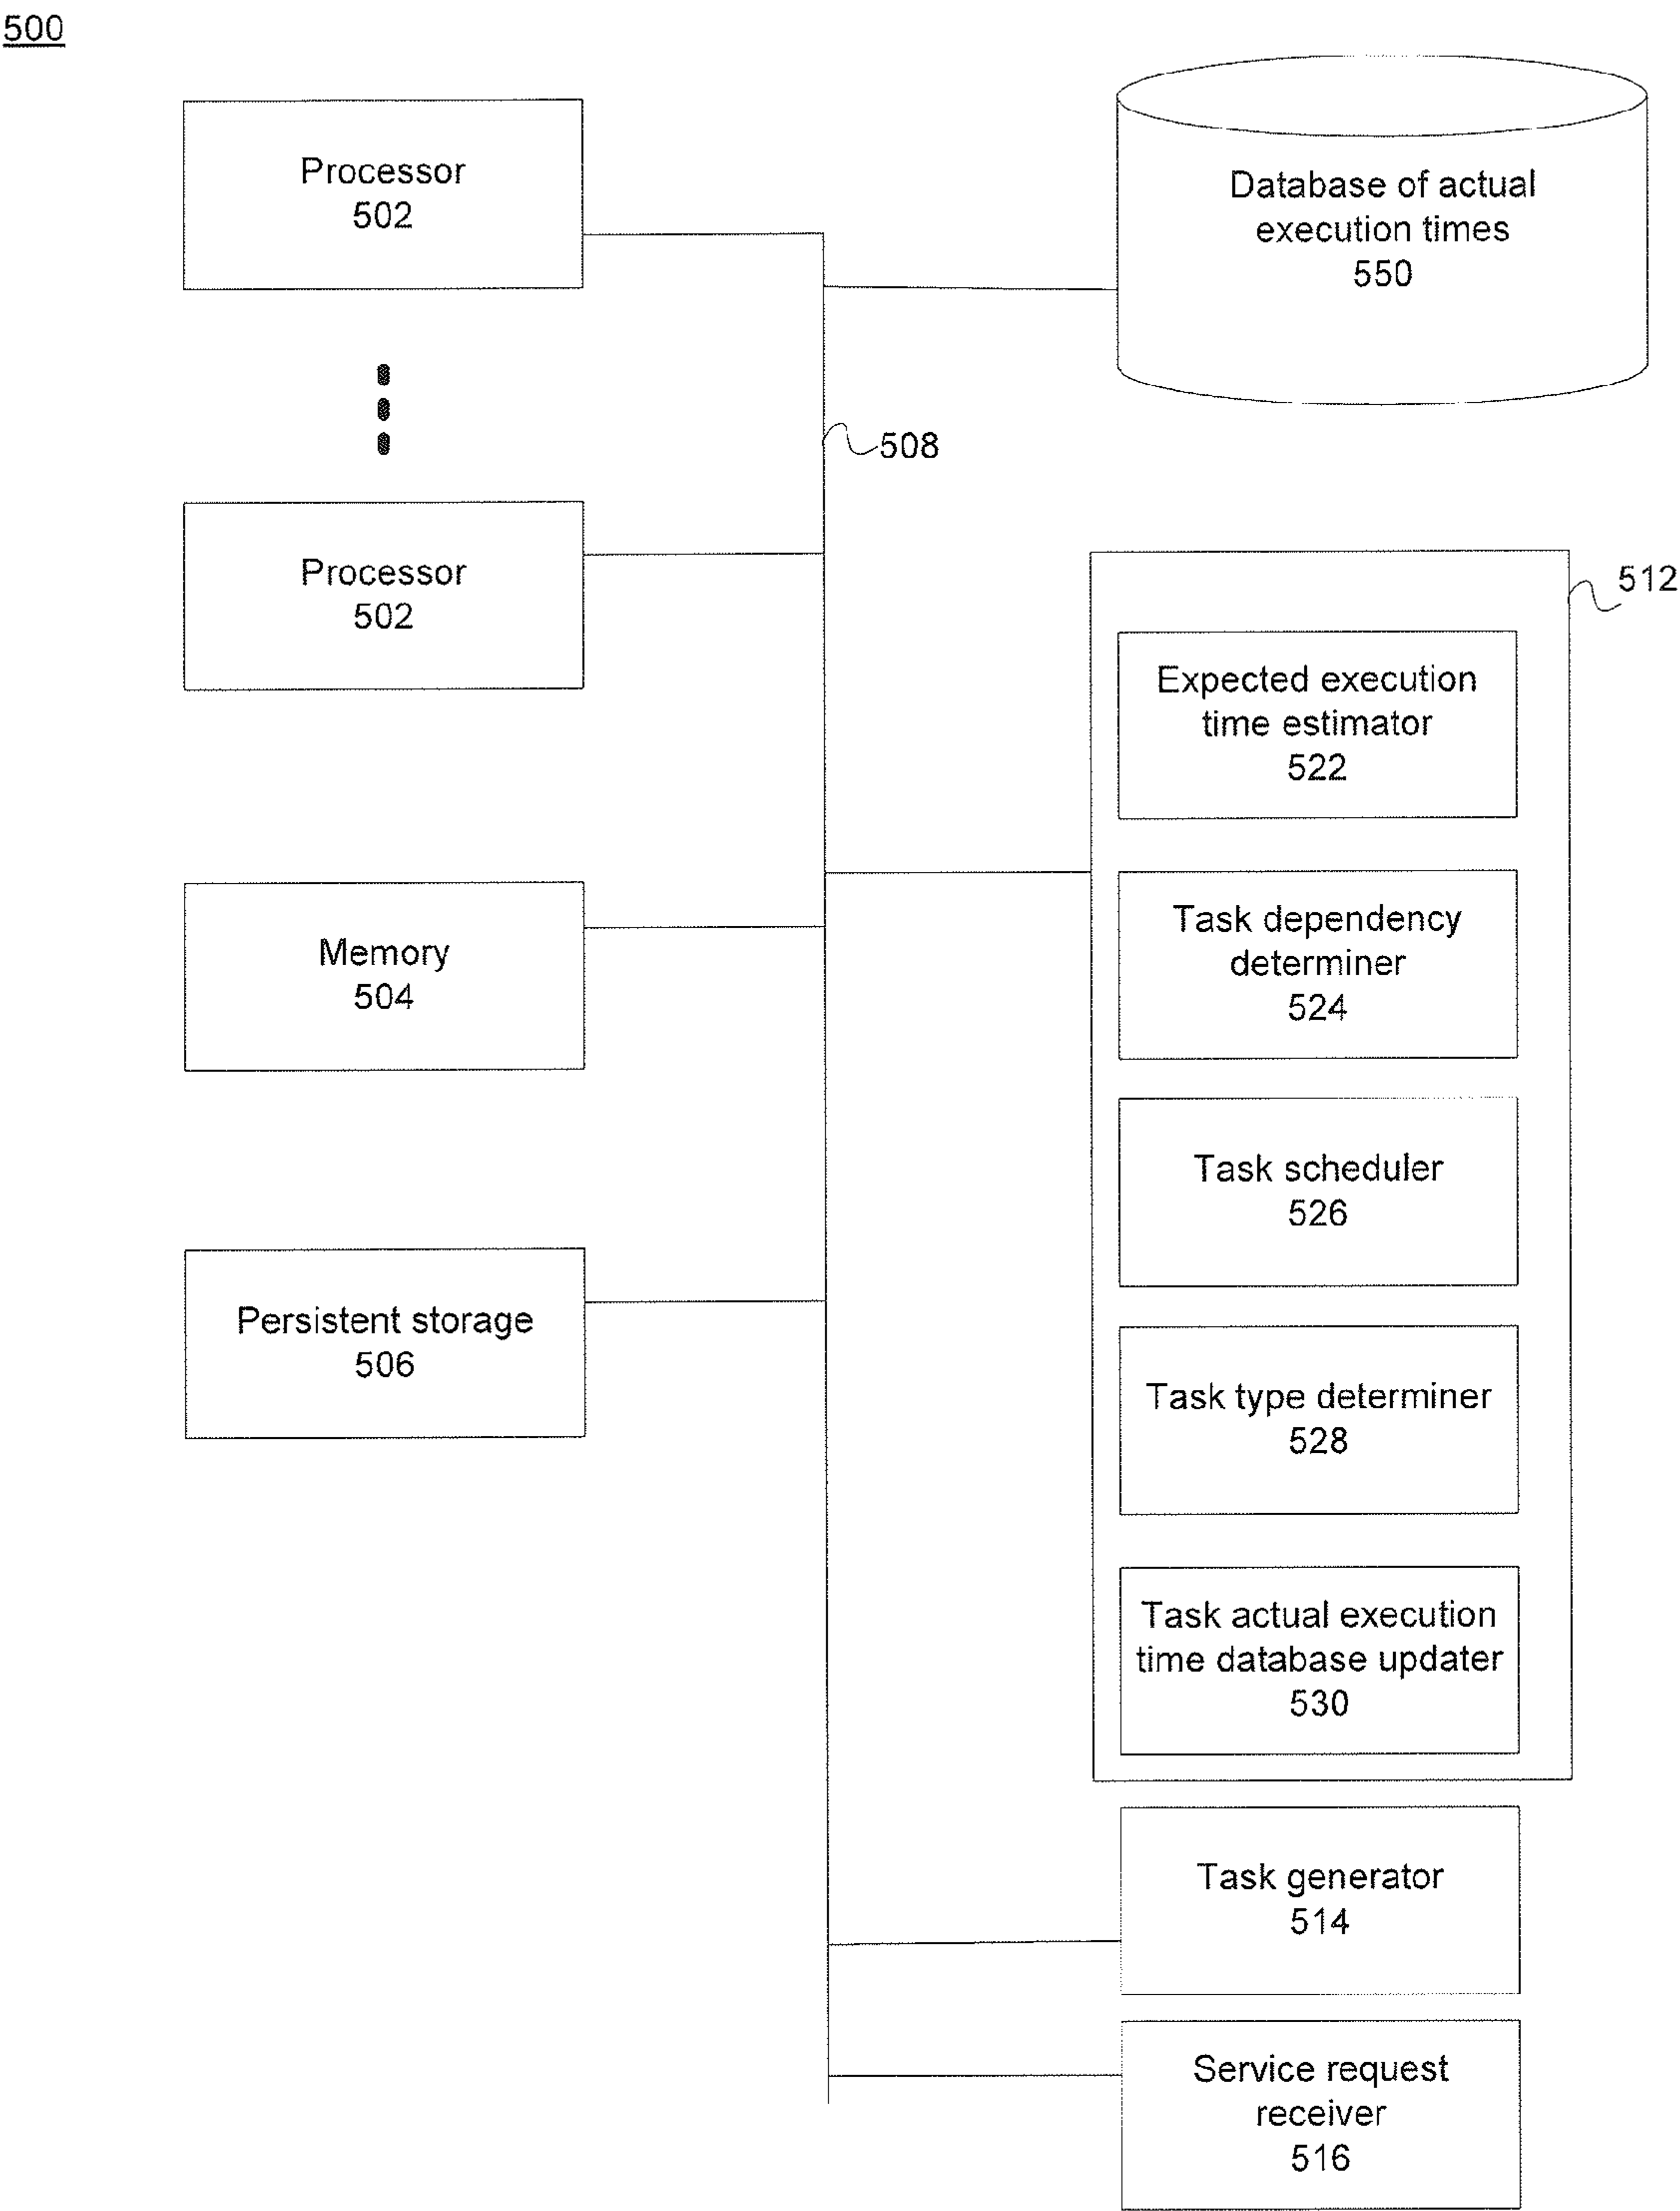 500
Processor
502
Database of actual
execution times
550
508
Processor
502
512
Expected execution
time estimator
522
Memory
504
Task dependency
determiner
524
Task scheduler
526
Persistent storage
506
Task type determiner
528
Task actual execution
time database updater
530
Task generator
514
Service request
receiver
516